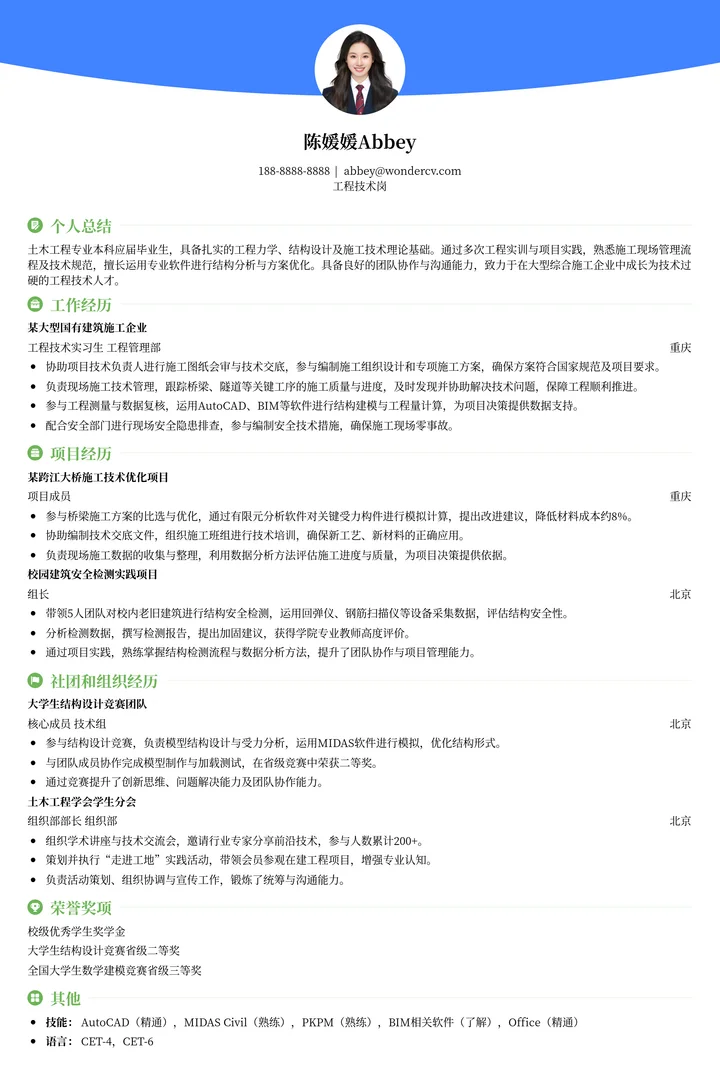 陈媛媛Abbey
188-8888-8888 | abbey@wondercv.com
工程技术岗
个人总结
土木工程专业本科应届毕业生，具备扎实的工程力学、结构设计及施工技术理论基础。通过多次工程实训与项目实践，熟悉施工现场管理流
程及技术规范，擅长运用专业软件进行结构分析与方案优化。具备良好的团队协作与沟通能力，致力于在大型综合施工企业中成长为技术过
硬的工程技术人才。
工作经历
某大型国有建筑施工企业
工程技术实习生 工程管理部 重庆
• 协助项目技术负责人进行施工图纸会审与技术交底，参与编制施工组织设计和专项施工方案，确保方案符合国家规范及项目要求。
• 负责现场施工技术管理，跟踪桥梁、隧道等关键工序的施工质量与进度，及时发现并协助解决技术问题，保障工程顺利推进。
• 参与工程测量与数据复核，运用AutoCAD、BIM等软件进行结构建模与工程量计算，为项目决策提供数据支持。
• 配合安全部门进行现场安全隐患排查，参与编制安全技术措施，确保施工现场零事故。
项目经历
某跨江大桥施工技术优化项目
项目成员 重庆
• 参与桥梁施工方案的比选与优化，通过有限元分析软件对关键受力构件进行模拟计算，提出改进建议，降低材料成本约8%。
• 协助编制技术交底文件，组织施工班组进行技术培训，确保新工艺、新材料的正确应用。
• 负责现场施工数据的收集与整理，利用数据分析方法评估施工进度与质量，为项目决策提供依据。
校园建筑安全检测实践项目
组长 北京
• 带领5人团队对校内老旧建筑进行结构安全检测，运用回弹仪、钢筋扫描仪等设备采集数据，评估结构安全性。
• 分析检测数据，撰写检测报告，提出加固建议，获得学院专业教师高度评价。
• 通过项目实践，熟练掌握结构检测流程与数据分析方法，提升了团队协作与项目管理能力。
社团和组织经历
大学生结构设计竞赛团队
核心成员 技术组 北京
• 参与结构设计竞赛，负责模型结构设计与受力分析，运用MIDAS软件进行模拟，优化结构形式。
• 与团队成员协作完成模型制作与加载测试，在省级竞赛中荣获二等奖。
• 通过竞赛提升了创新思维、问题解决能力及团队协作能力。
土木工程学会学生分会
组织部部长 组织部 北京
• 组织学术讲座与技术交流会，邀请行业专家分享前沿技术，参与人数累计200+。
• 策划并执行“走进工地”实践活动，带领会员参观在建工程项目，增强专业认知。
• 负责活动策划、组织协调与宣传工作，锻炼了统筹与沟通能力。
荣誉奖项
校级优秀学生奖学金
大学生结构设计竞赛省级二等奖
全国大学生数学建模竞赛省级三等奖
其他
• 技能： AutoCAD（精通），MIDAS Civil（熟练），PKPM（熟练），BIM相关软件（了解），Office（精通）
• 语言： CET-4，CET-6